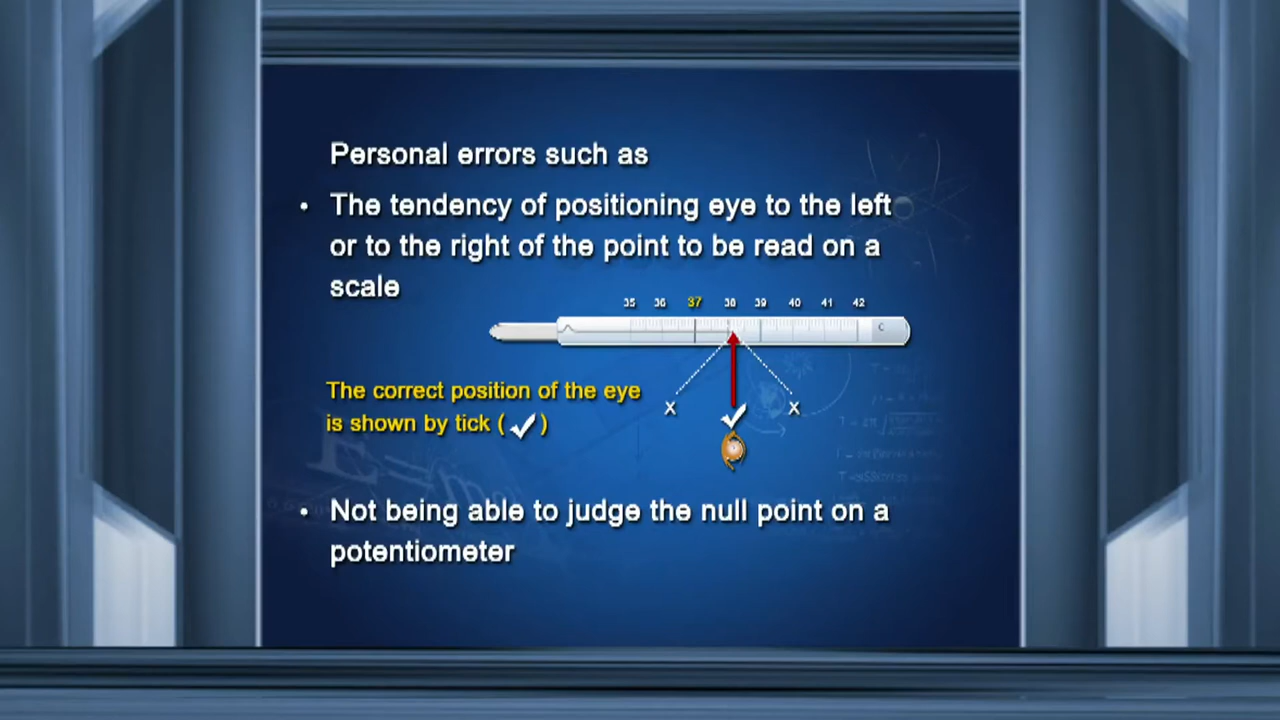 Personal errors such as
• The tendency of positioning eye to the left
or to the right of the point to be read on a
scale
35 36 37 38 39 40 41 42
C
The correct position of the eye
is shown by tick ( ✓ )
X ✓ X
• Not being able to judge the null point on a
potentiometer